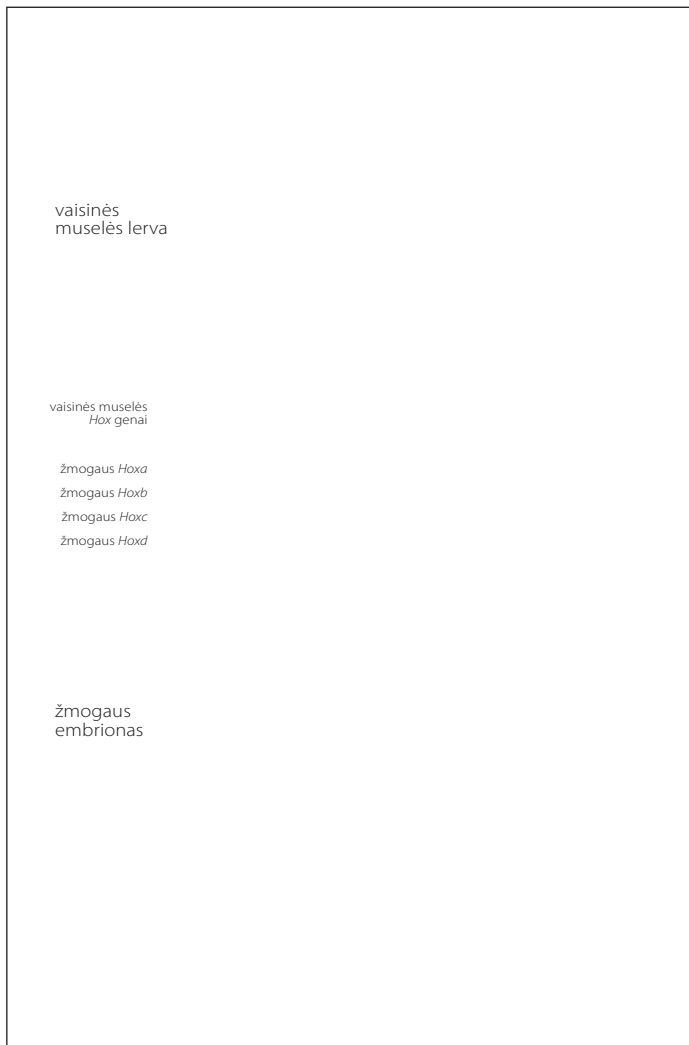 vaisinės
muselės lerva
vaisinės muselės
Hox genai
žmogaus Hoxa
žmogaus Hoxb
žmogaus Hoxc
žmogaus Hoxd
žmogaus
embrionas